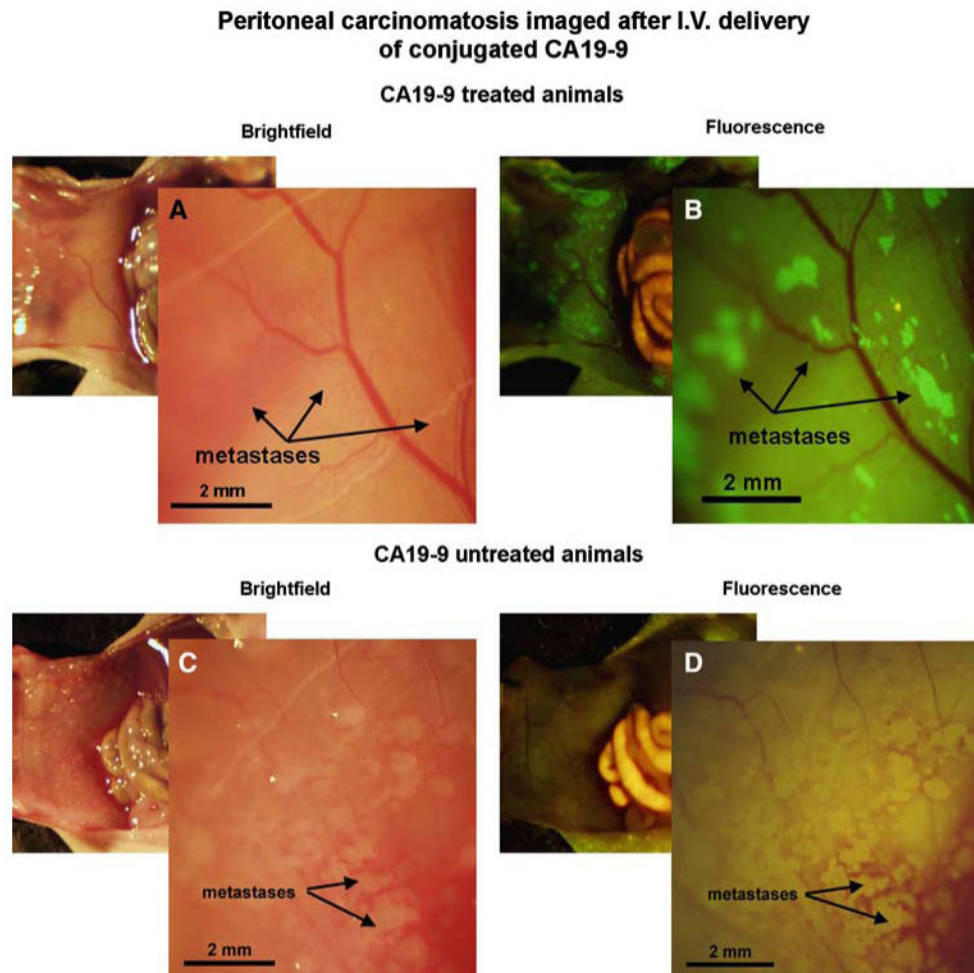 Peritoneal carcinomatosis imaged after I.V. delivery
of conjugated CA19-9
CA19-9 treated animals
Brightfield
Fluorescence
A
metastases
2 mm
B
metastases
2 mm
CA19-9 untreated animals
Brightfield
Fluorescence
C
metastases
2 mm
D
metastases
2 mm